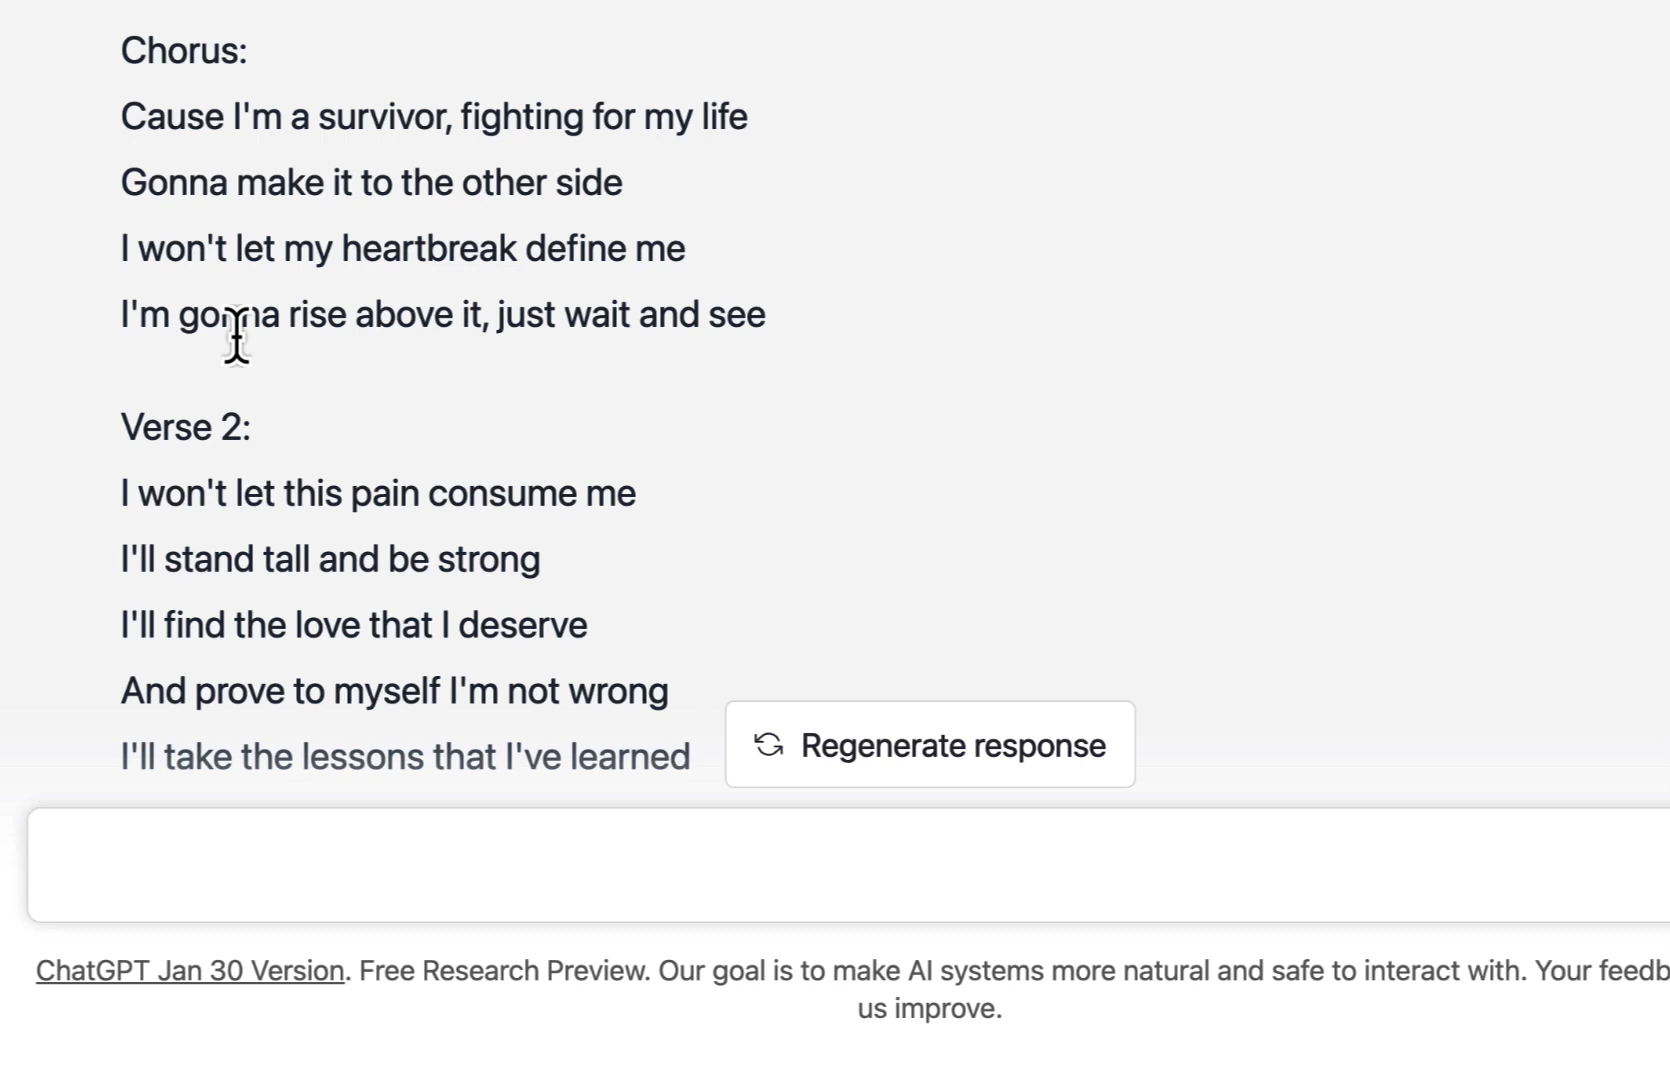 Chorus:
Cause I'm a survivor, fighting for my life
Gonna make it to the other side
I won't let my heartbreak define me
I'm gonna rise above it, just wait and see
Verse 2:
I won't let this pain consume me
I'll stand tall and be strong
I'll find the love that I deserve
And prove to myself I'm not wrong
I'll take the lessons that I've learned
Regenerate response
ChatGPT Jan 30 Version. Free Research Preview. Our goal is to make AI systems more natural and safe to interact with. Your feedb
us improve.